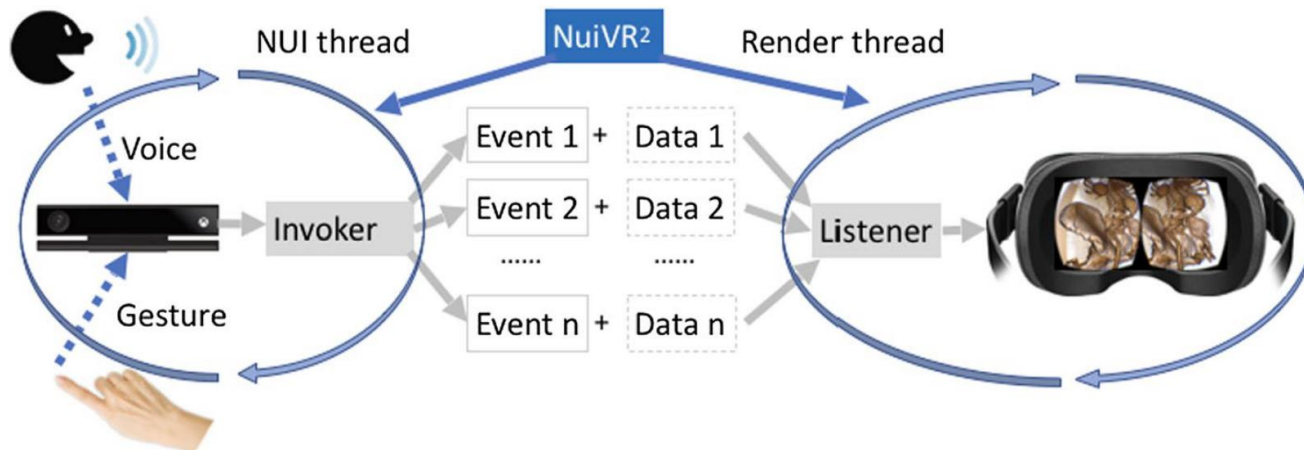 NUI thread
NuiVR²
Render thread
Voice
Event 1 + Data 1
Invoker
Event 2 + Data 2
Listener
...... ......
Gesture
Event n + Data n